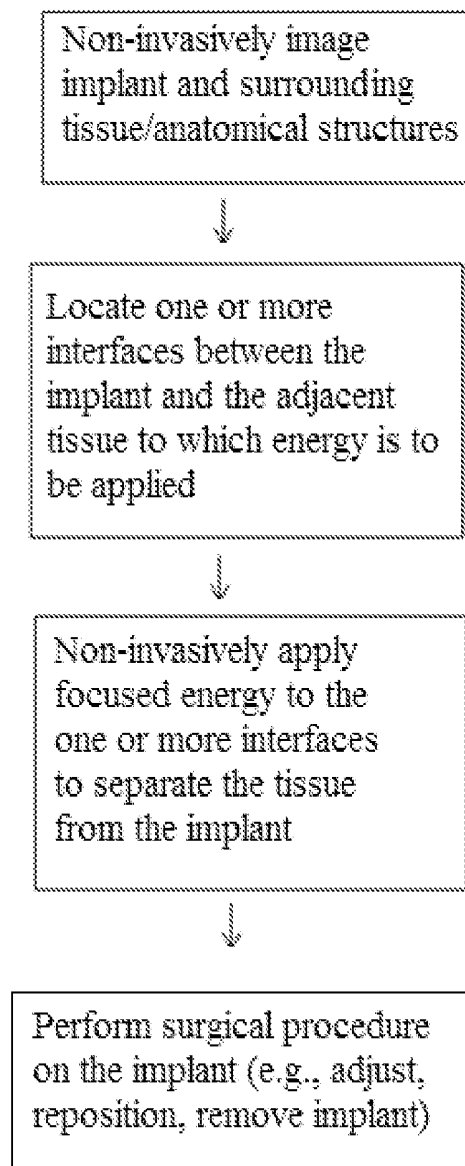 Non-invasively image
implant and surrounding
tissue/anatomical structures
Locate one or more
interfaces between the
implant and the adjacent
tissue to which energy is to
be applied
Non-invasively apply
focused energy to the
one or more interfaces
to separate the tissue
from the implant
Perform surgical procedure
on the implant (e.g., adjust,
reposition, remove implant)